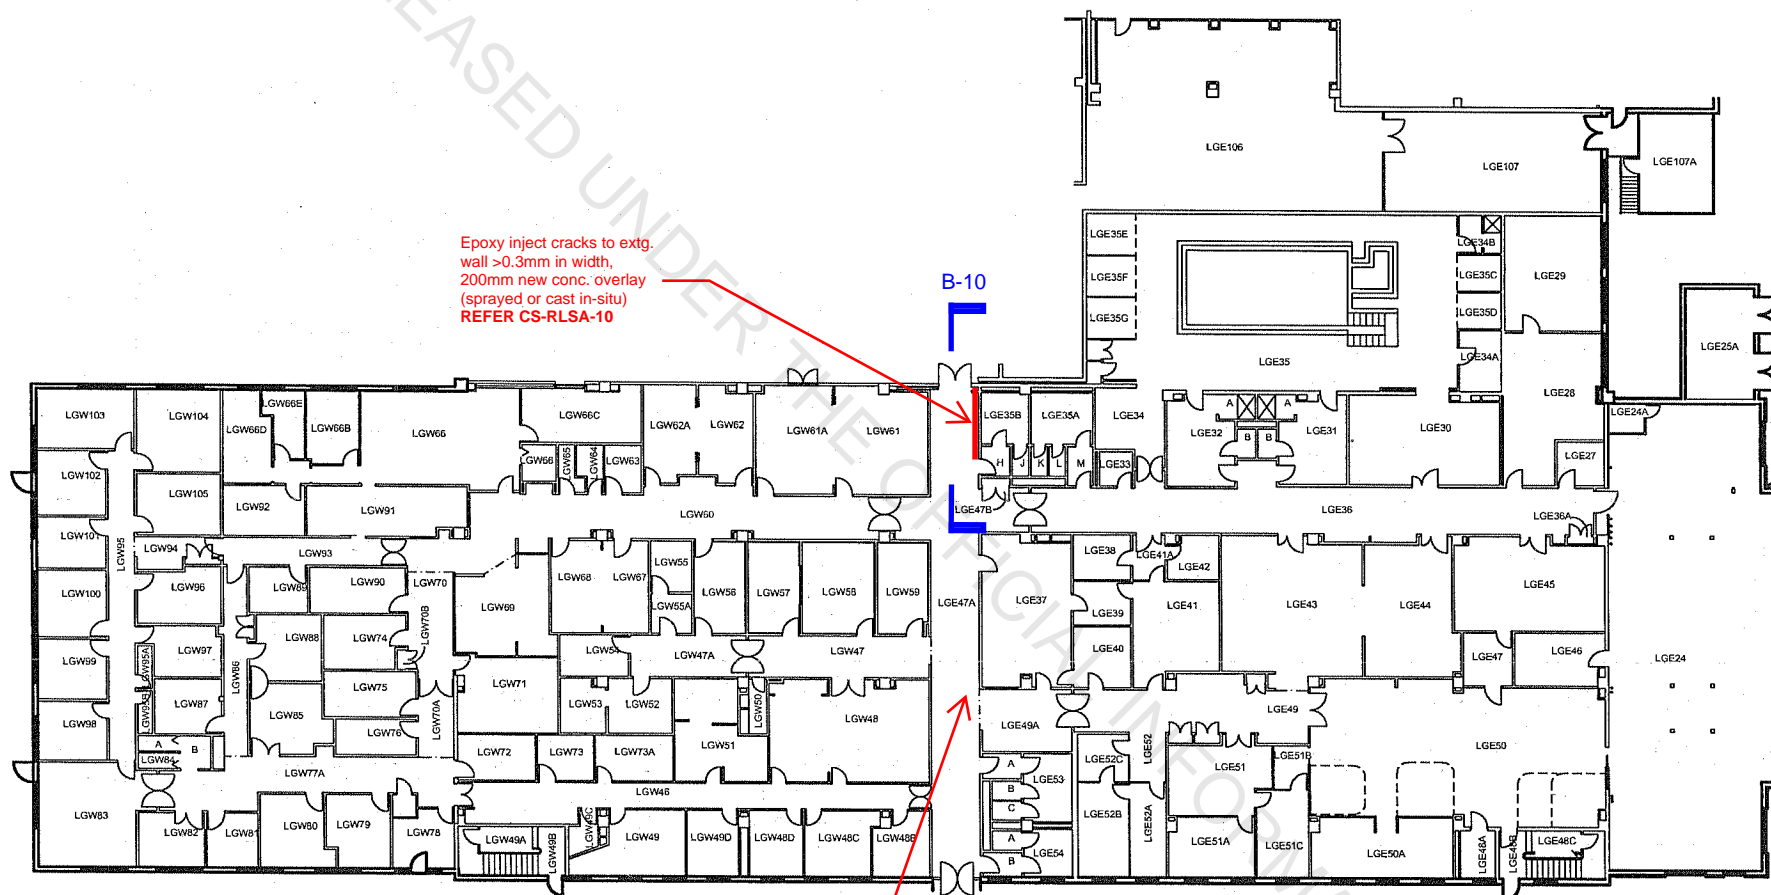 RELEASED UNDER THE OFFICIAL INFORMA
Epoxy inject cracks to extg.
wall >0.3mm in width,
200mm new conc. overlay
(sprayed or cast in-situ)
REFER CS-RLSA-10
B-10
LGE106
LGE107
LGE107A
LGE35E
LGE34B
LGE35F
LGE35C
LGE29
LGE35G
LGE35D
LGE25A
LGE35
LGE34A
LGE28
LGW103
LGW104
LGW66E
LGW66D
LGW66B
LGW66
LGW66C
LGW62A
LGW62
LGW61A
LGW61
LGE35B
LGE35A
LGE34
A
A
LGE32
B
B
LGE31
LGE30
LGE24A
LGE27
LGW102
LGW105
LGW92
LGW91
LGW66
LGW65
LGW64
LGW63
H
J
K
L
M
LGE33
LGW60
LGE47B
LGE36
LGE36A
LGW101
LGW95
LGW94
LGW93
LGW100
LGW96
LGW89
LGW90
LGW70
LGW70B
LGW69
LGW68
LGW67
LGW55
LGW55A
LGW56
LGW57
LGW58
LGW59
LGE47A
LGE37
LGE38
LGE41A
LGE42
LGE39
LGE41
LGE43
LGE44
LGE45
LGW99
LGW95A
LGW97
LGW86
LGW88
LGW74
LGW54
LGW47A
LGW47
LGE40
LGE47
LGE46
LGE24
LGW98
LGW95B
LGW87
LGW85
LGW75
LGW76
LGW70A
LGW71
LGW53
LGW52
LGW50
LGW48
LGE49A
LGE49
LGE50
A
B
LGW84
LGW77A
LGW72
LGW73
LGW73A
LGW51
A
B
C
LGE53
LGE52C
LGE52
LGE51
LGE51B
LGW46
LGW83
LGW82
LGW81
LGW80
LGW79
LGW78
LGW49A
LGW49B
LGW49C
LGW49
LGW49D
LGW48D
LGW48C
LGW48B
A
B
LGE54
LGE52B
LGE52A
LGE51A
LGE51C
LGE50A
LGE48A
LGE48C